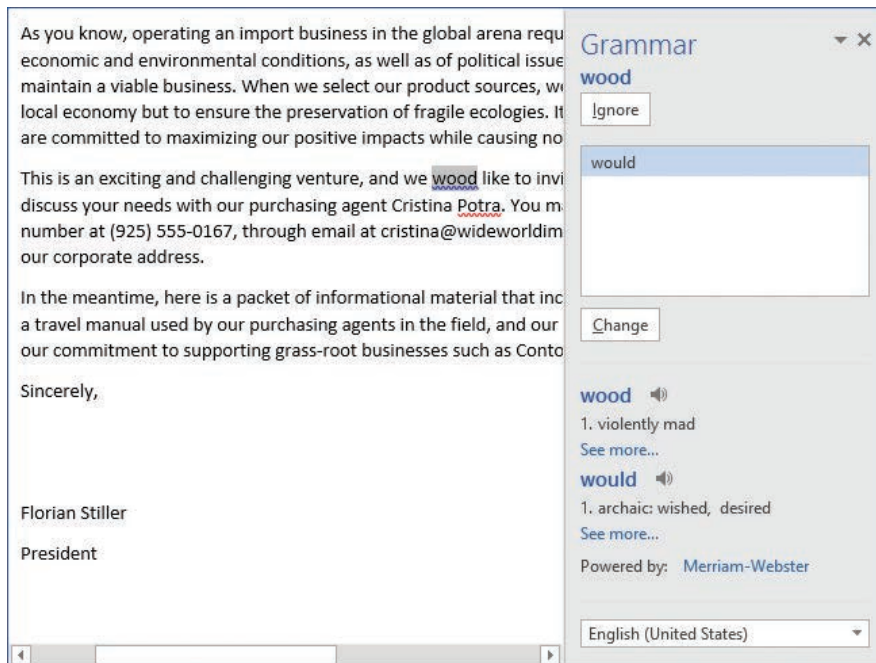 As you know, operating an import business in the global arena requ
economic and environmental conditions, as well as of political issue
maintain a viable business. When we select our product sources, w
local economy but to ensure the preservation of fragile ecologies. It
are committed to maximizing our positive impacts while causing no
This is an exciting and challenging venture, and we wood like to invi
discuss your needs with our purchasing agent Cristina Potra. You m
number at (925) 555-0167, through email at cristina@wideworldim
our corporate address.
In the meantime, here is a packet of informational material that inc
a travel manual used by our purchasing agents in the field, and our
our commitment to supporting grass-root businesses such as Conto
Sincerely,
Florian Stiller
President
Grammar
wood
Ignore
would
Change
wood
1. violently mad
See more...
would
1. archaic: wished, desired
See more...
Powered by: Merriam-Webster
English (United States)